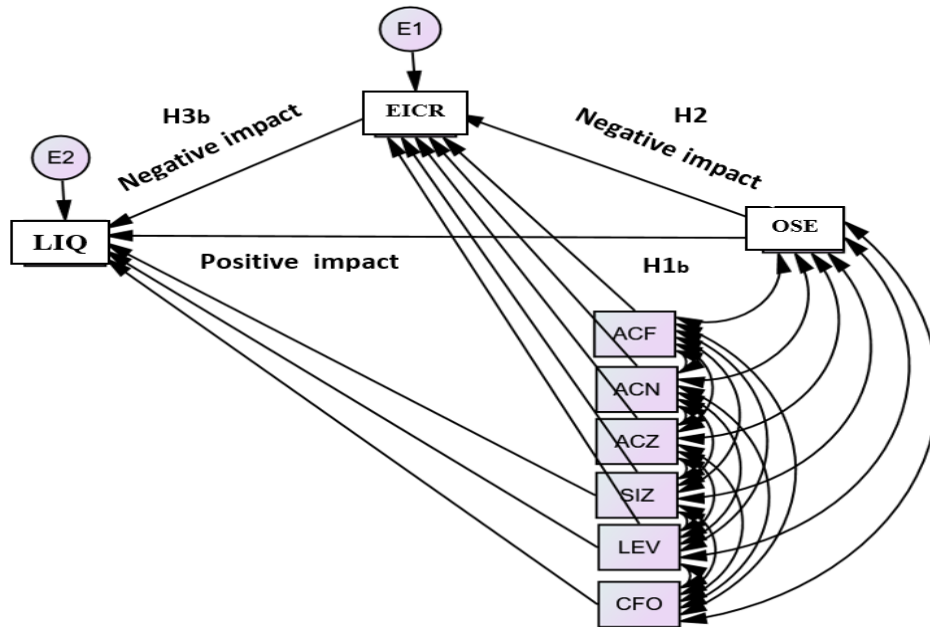 E1
EICR
H3b
Negative impact
H2
Negative impact
E2
LIQ
OSE
Positive impact
H1b
ACF
ACN
ACZ
SIZ
LEV
CFO